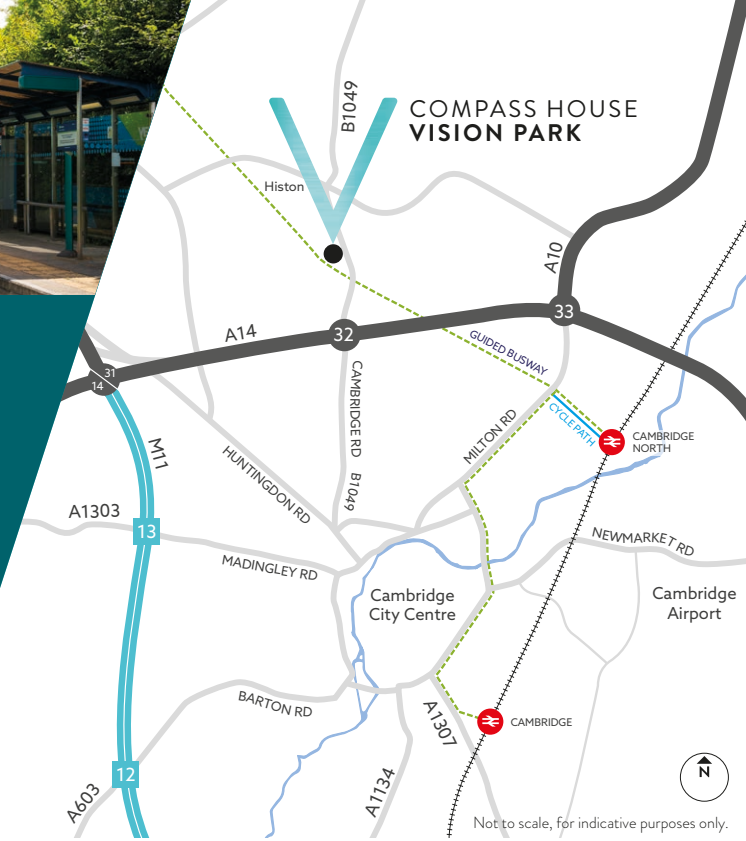 COMPASS HOUSE
VISION PARK
B1049
Histon
A10
33
A14
32
GUIDED BUSWAY
31
14
CAMBRIDGE RD
B1049
CYCLE PATH
MILTON RD
CAMBRIDGE
NORTH
M11
HUNTINGDON RD
A1303
13
MADINGLEY RD
NEWMARKET RD
Cambridge
City Centre
Cambridge
Airport
BARTON RD
A1307
CAMBRIDGE
12
A603
A1134
N
Not to scale, for indicative purposes only.